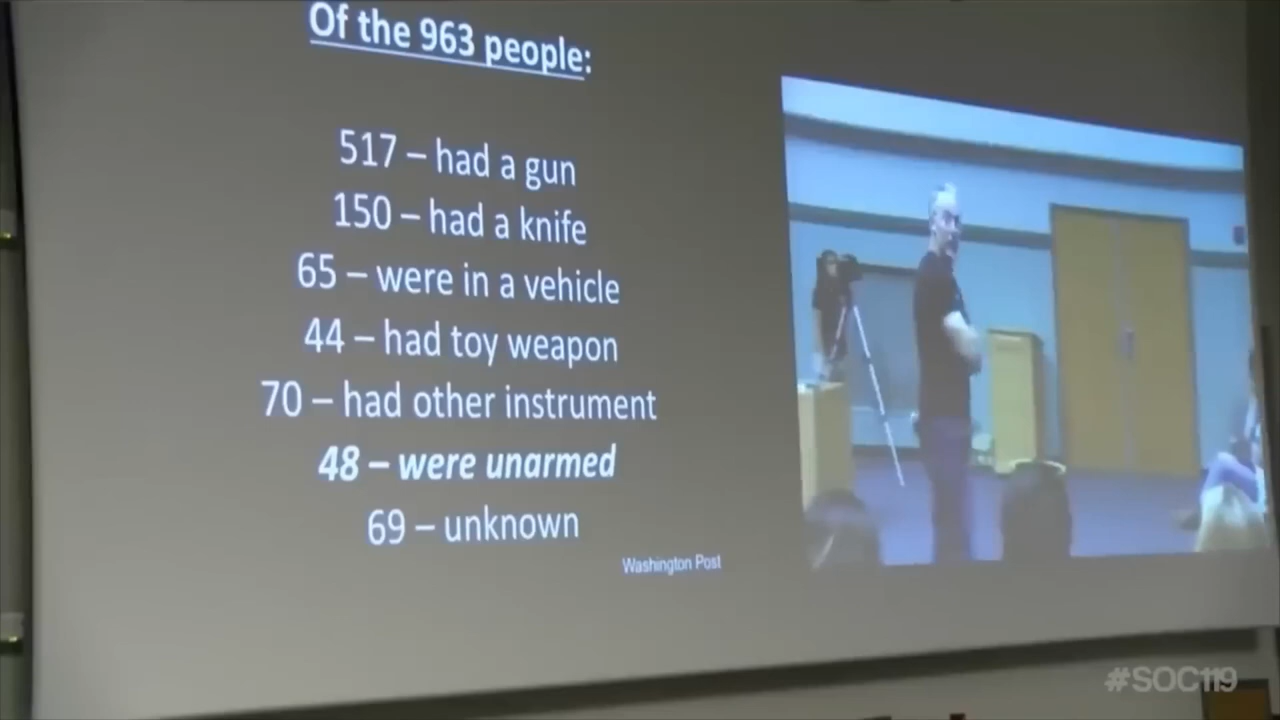 Of the 963 people:
517 – had a gun
150 – had a knife
65 – were in a vehicle
44 – had toy weapon
70 – had other instrument
48 – were unarmed
69 – unknown
Washington Post
#SOC119